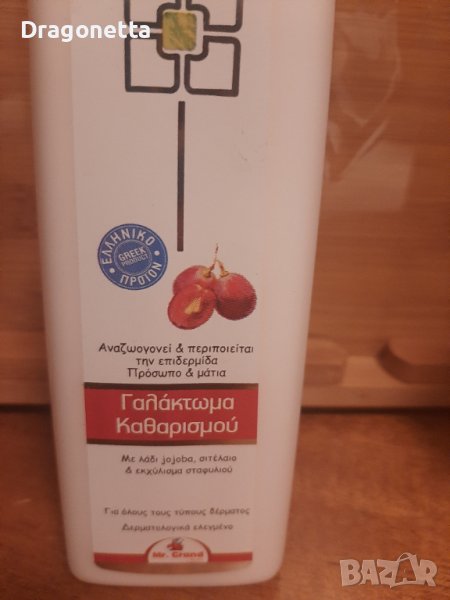 Dragonetta
ΕΛΛΗΝΙΚΟ
GREEK
PRODUCT
ΠΡΟΪΟΝ
Αναζωογονεί & περιποιείται
την επιδερμίδα
Πρόσωπο & μάτια
Γαλάκτωμα
Καθαρισμού
Με λάδι jojoba, σιτέλαιο
& εκχύλισμα σταφυλιού
Για όλους τους τύπους δέρματος
Δερματολογικά ελεγμένο
Mr. Grand
BAZAR